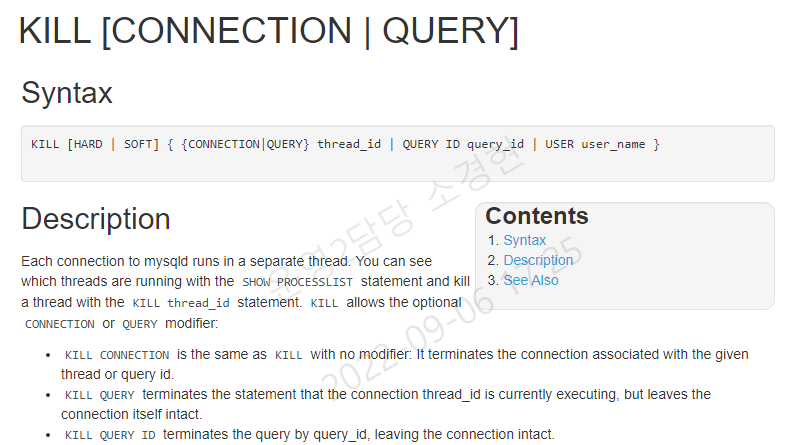 KILL [CONNECTION | QUERY]
Syntax
KILL [HARD | SOFT] { {CONNECTION|QUERY} thread_id | QUERY ID query_id | USER user_name }
Description
Each connection to mysqld runs in a separate thread. You can see
which threads are running with the SHOW PROCESSLIST statement and kill
a thread with the KILL thread_id statement. KILL allows the optional
CONNECTION or QUERY modifier:
Contents
1. Syntax
2. Description
3. See Also
• KILL CONNECTION is the same as KILL with no modifier: It terminates the connection associated with the given
thread or query id.
• KILL QUERY terminates the statement that the connection thread_id is currently executing, but leaves the
connection itself intact.
• KILL QUERY ID terminates the query by query_id, leaving the connection intact.
운영2담당 소경현
2022-09-06 17:25